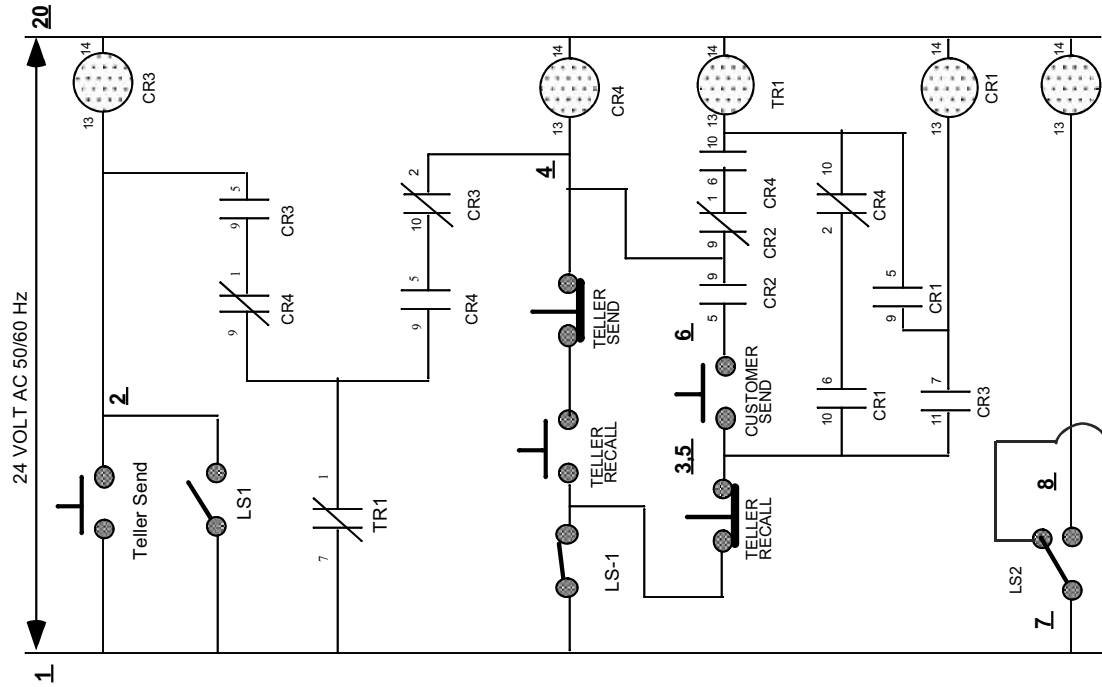 24 VOLT AC 50/60 Hz
1
20
13
14
CR3
2
Teller Send
LS1
9
1
CR4
9
5
CR3
7
1
TR1
9
5
CR4
10
2
CR3
4
13
14
CR4
LS-1
TELLER
RECALL
TELLER
SEND
3,5
6
TELLER
RECALL
CUSTOMER
SEND
5
9
CR2
9
1
CR2
6
10
CR4
13
14
TR1
10
6
CR1
2
10
CR4
9
5
CR1
11
7
CR3
13
14
CR1
7
LS2
8
13
14